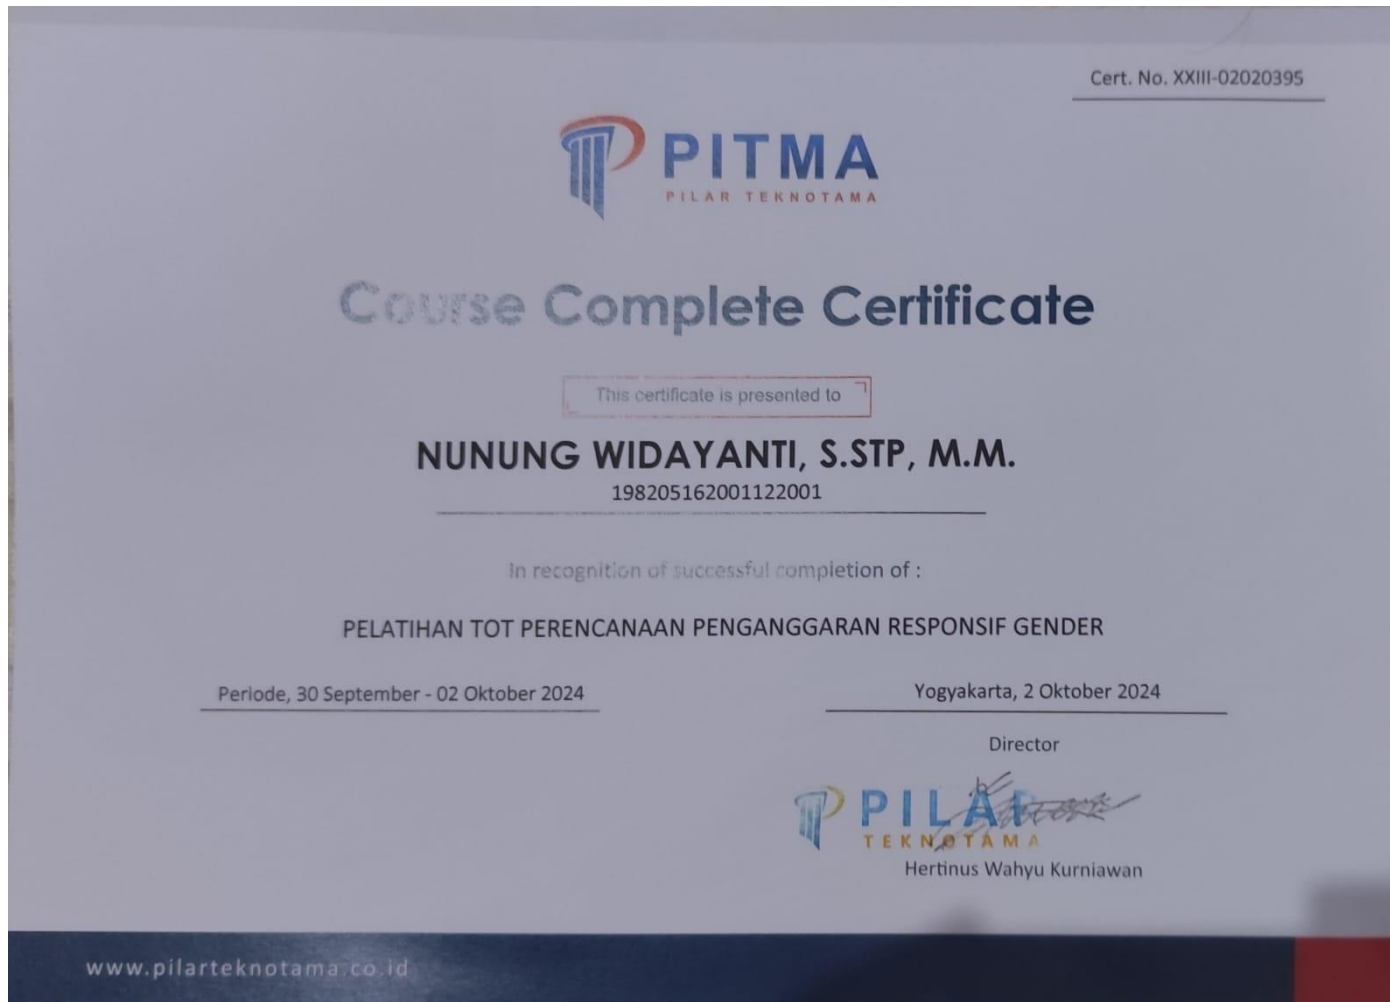 Cert. No. XXIII-02020395
PITMA
PILAR TEKNOTAMA
Course Complete Certificate
This certificate is presented to
NUNUNG WIDAYANTI, S.STP, M.M.
198205162001122001
In recognition of successful completion of :
PELATIHAN TOT PERENCANAAN PENGANGGARAN RESPONSIF GENDER
Periode, 30 September - 02 Oktober 2024
Yogyakarta, 2 Oktober 2024
Director
PILAR
TEKNOTAMA
Hertinus Wahyu Kurniawan
www.pilarteknotama.co.id